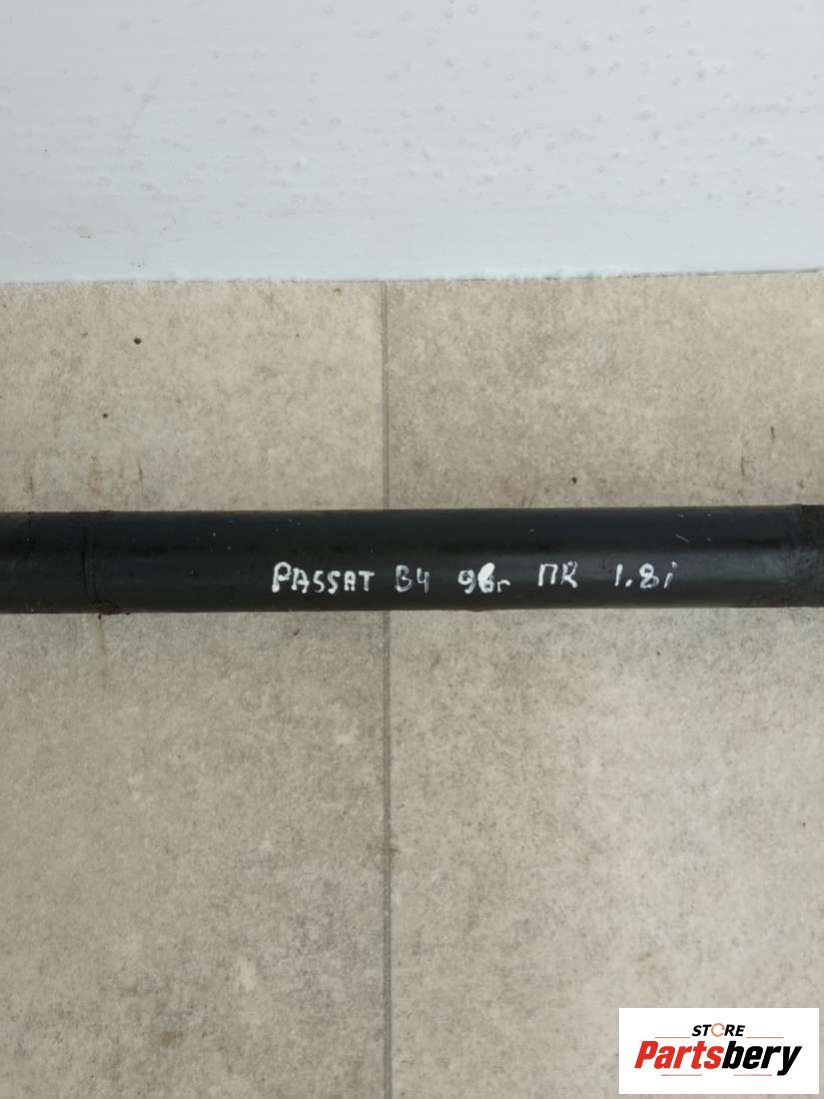 PASSAT B4 96г ПR 1.8i
STORE
Partsbery